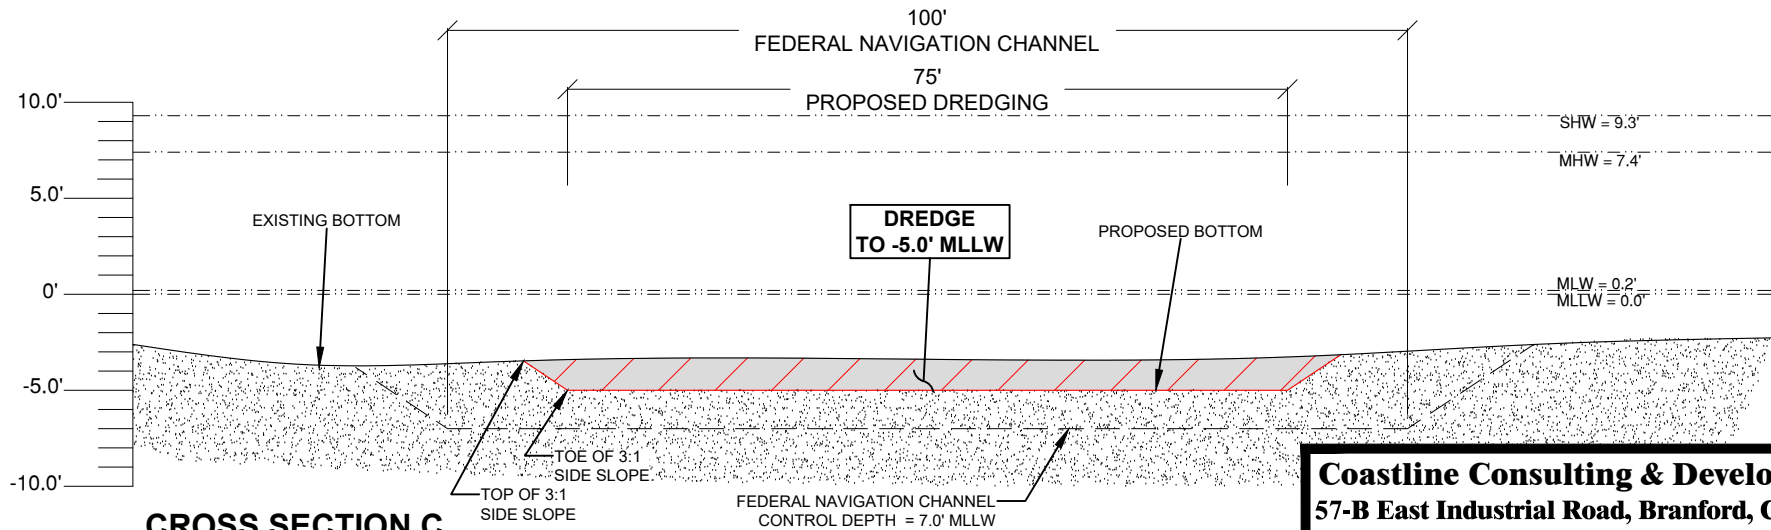 100'
FEDERAL NAVIGATION CHANNEL
75'
PROPOSED DREDGING
10.0'
SHW = 9.3'
MHW = 7.4'
5.0'
EXISTING BOTTOM
DREDGE
TO -5.0' MLLW
PROPOSED BOTTOM
0'
MLW = 0.2'
MLLW = 0.0'
-5.0'
TOE OF 3:1
SIDE SLOPE
-10.0'
TOP OF 3:1
SIDE SLOPE
FEDERAL NAVIGATION CHANNEL
CONTROL DEPTH = 7.0' MLLW
CROSS SECTION C
Coastline Consulting & Develo
57-B East Industrial Road, Branford, C